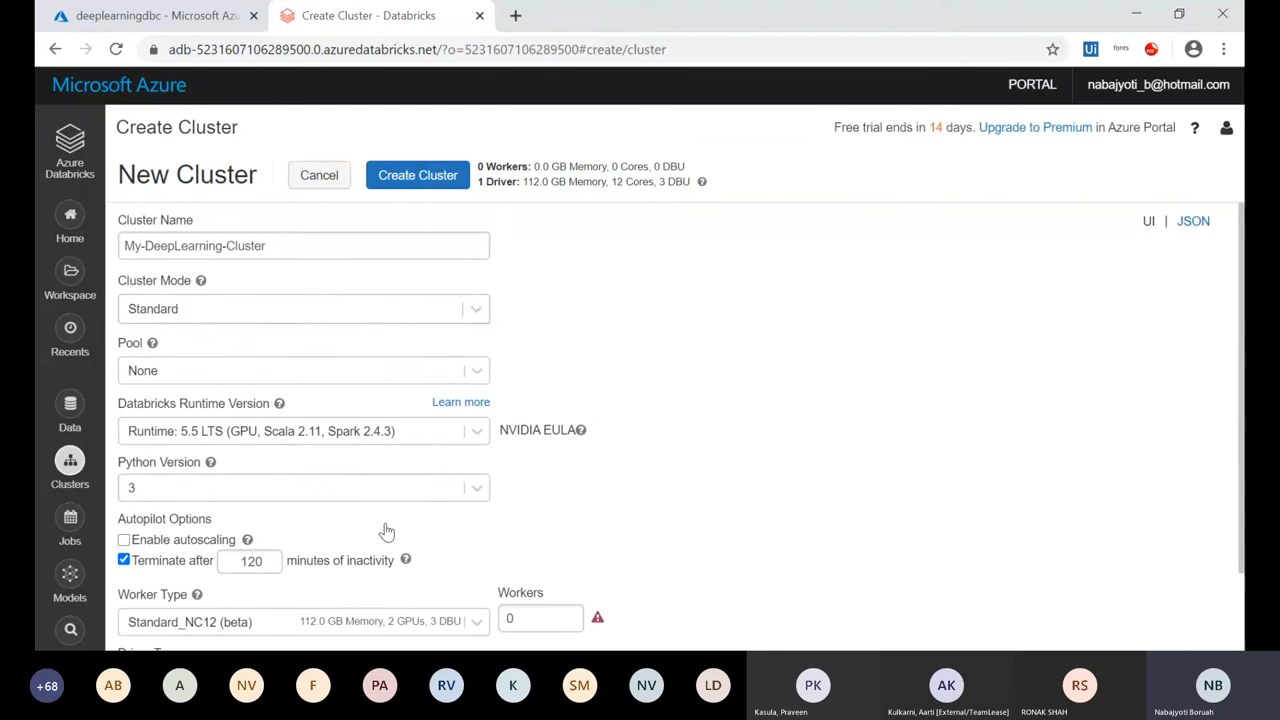 deeplearningdbc - Microsoft Azu
Create Cluster - Databricks
adb-5231607106289500.0.azuredatabricks.net/?o=5231607106289500#create/cluster
Ui
fonts
Microsoft Azure
PORTAL
nabajyoti_b@hotmail.com
Azure
Databricks
Home
Workspace
Recents
Data
Clusters
Jobs
Models
Create Cluster
Free trial ends in 14 days. Upgrade to Premium in Azure Portal ?
New Cluster
Cancel
Create Cluster
0 Workers: 0.0 GB Memory, 0 Cores, 0 DBU
1 Driver: 112.0 GB Memory, 12 Cores, 3 DBU ?
UI | JSON
Cluster Name
My-DeepLearning-Cluster
Cluster Mode ?
Standard
Pool ?
None
Databricks Runtime Version ? Learn more
Runtime: 5.5 LTS (GPU, Scala 2.11, Spark 2.4.3)
NVIDIA EULA?
Python Version ?
3
Autopilot Options
Enable autoscaling ?
Terminate after 120 minutes of inactivity ?
Worker Type ?
Workers
Standard_NC12 (beta) 112.0 GB Memory, 2 GPUs, 3 DBU
0
+68
AB
A
NV
F
PA
RV
K
SM
NV
LD
PK
Kasula, Praveen
AK
Kulkarni, Aarti [External/TeamLease]
RS
RONAK SHAH
NB
Nabajyoti Boruah